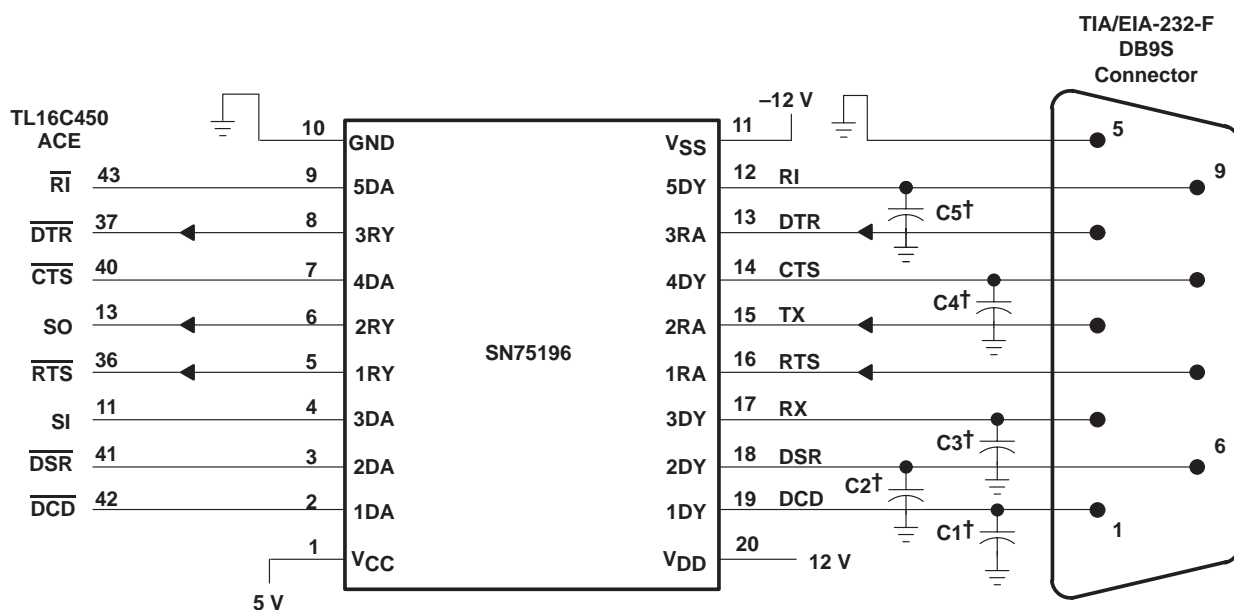 TIA/EIA-232-F
DB9S
Connector
TL16C450
ACE
–12 V
10 GND VSS 11 5
RI 43 9 5DA 5DY 12 RI 9
C5†
DTR 37 8 3RY 3RA 13 DTR
CTS 40 7 4DA 4DY 14 CTS
C4†
SO 13 6 2RY 2RA 15 TX
SN75196
RTS 36 5 1RY 1RA 16 RTS
SI 11 4 3DA 3DY 17 RX
C3†
DSR 41 3 2DA 2DY 18 DSR 6
C2†
DCD 42 2 1DA 1DY 19 DCD 1
C1†
1 VCC VDD 20 12 V
5 V